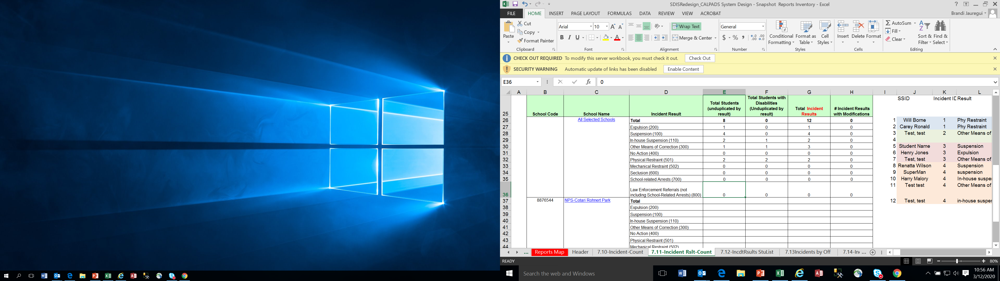 SDISRedesign_CALPADS System Design - Snapshot Reports Inventory - Excel
FILE HOME INSERT PAGE LAYOUT FORMULAS DATA REVIEW VIEW ACROBAT Brandi Jauregui
Paste
Cut
Copy
Format Painter
Clipboard
Arial 10
B I U
Font
Wrap Text
Merge & Center
Alignment
General
$ % ,
Number
Conditional Formatting
Format as Table
Cell Styles
Styles
Insert Delete Format
Cells
AutoSum
Fill
Clear
Sort & Filter
Find & Select
Editing
CHECK OUT REQUIRED To modify this server workbook, you must check it out. Check Out
SECURITY WARNING Automatic update of links has been disabled Enable Content
E36 fx 0
A B C D E F G H I J K L
SSID Incident ID Result
25 School Code School Name Incident Result Total Students (unduplicated by result) Total Students with Disabilities (Unduplicated by result) Total Incident Results # Incident Results with Modifications
26 All Selected Schools Total 8 0 12 0 1 Will Borne 1 Phy Restraint
27 Expulsion (200) 1 0 1 0 2 Carey Ronald 1 Phy Restraint
28 Suspension (100) 4 0 4 0 3 Test, test 2 Other Means of
29 In-house Suspension (110) 2 1 2 0 4
30 Other Means of Correction (300) 1 1 3 0 5 Student Name 3 Suspension
31 No Action (400) 0 0 0 0 6 Henry Jones 3 Expulsion
32 Physical Restraint (501) 2 2 2 0 7 Test, test 3 Other Means of
33 Mechanical Restraint (502) 0 0 0 0 8 Renatta Wilson 4 Suspension
34 Seclusion (600) 0 0 0 0 9 SuperMan 4 suspension
35 School-related Arrests (700) 0 0 0 0 10 Harry Malory 4 In-house suspe
36 Law Enforcement Referrals (not including School-Related Arrests) (800) 0 0 0 0 11 Test test 4 Other Means of
37 8876544 NPS-Cotari Rohnert Park Total 12 Test, test 4 in-house susper
38 Expulsion (200)
39 Suspension (100)
40 In-house Suspension (110)
41 Other Means of Correction (300)
42 No Action (400)
43 Physical Restraint (501)
44 Mechanical Restraint (502)
... Reports Map Header 7.10-Incident-Count 7.11-Incident Rslt-Count 7.12-IncdtRsults StuList 7.13Incidents by Off 7.14-In ...
READY 80%
Search the web and Windows
10:56 AM
3/12/2020